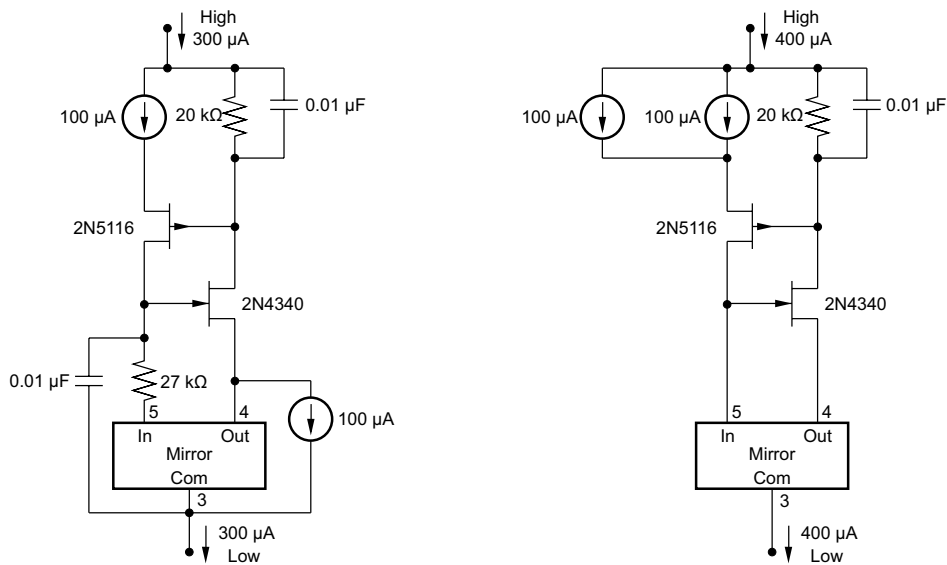 High
300 µA
100 µA
20 kΩ
0.01 µF
2N5116
2N4340
0.01 µF
27 kΩ
5
4
100 µA
In
Out
Mirror
Com
3
300 µA
Low
High
400 µA
100 µA
100 µA
20 kΩ
0.01 µF
2N5116
2N4340
5
4
In
Out
Mirror
Com
3
400 µA
Low